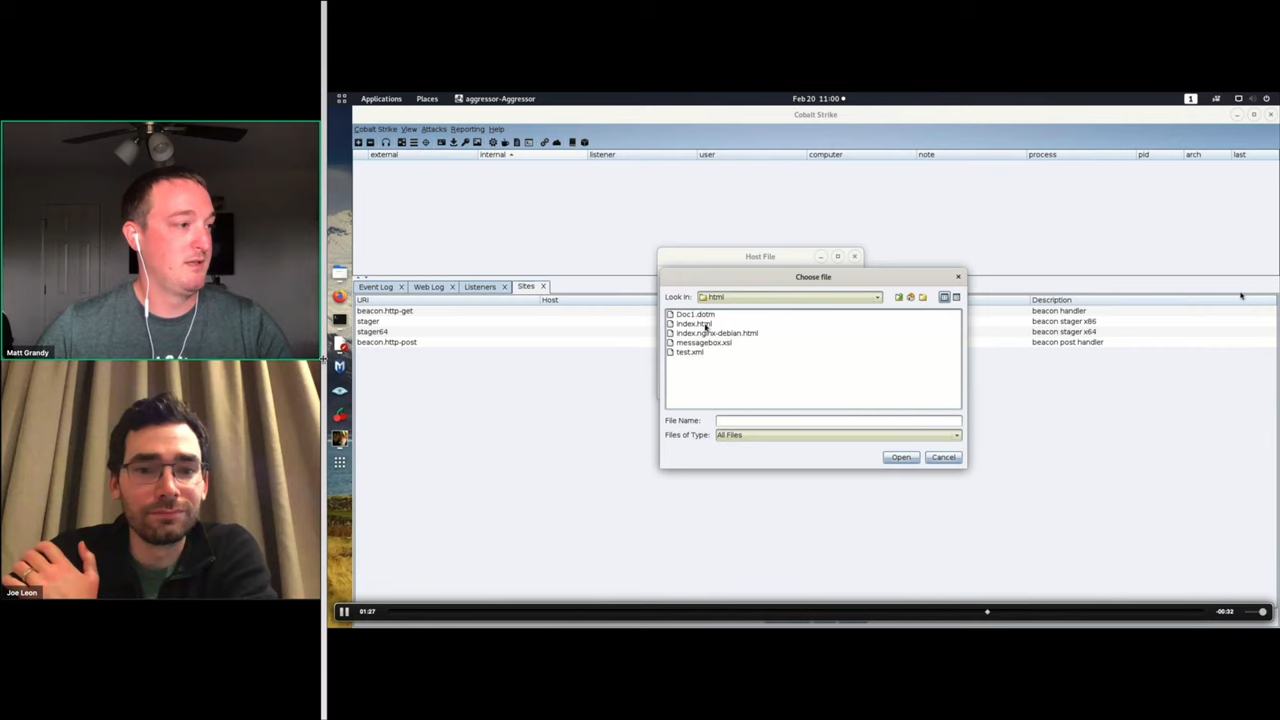 Applications Places aggressor-Aggressor Feb 20 11:00 1
Cobalt Strike
Cobalt Strike View Attacks Reporting Help
external internal listener user computer note process pid arch last
Matt Grandy
Joe Leon
Host File
Choose file
Event Log X Web Log X Listeners X Sites X
URI Host Description
beacon.http-get beacon handler
stager beacon stager x86
stager64 beacon stager x64
beacon.http-post beacon post handler
Look In: html
Doc1.dotm
index.html
index.nginx-debian.html
messagebox.xsl
test.xml
File Name:
Files of Type: All Files
Open Cancel
01:27 -00:32